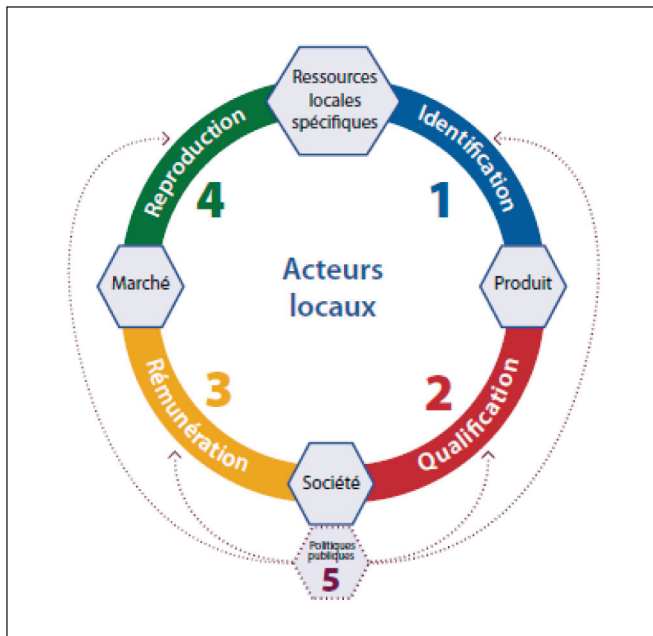 Ressources
locales
spécifiques
Identification
1
Produit
Qualification
2
Société
Rémunération
3
Marché
Reproduction
4
Acteurs
locaux
Politiques
publiques
5